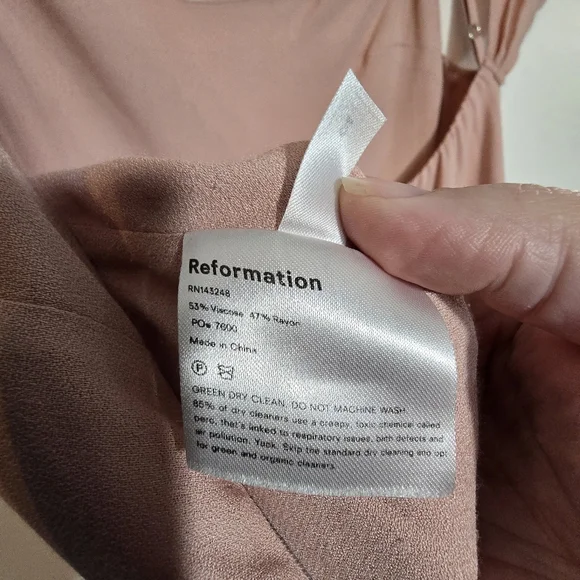 Reformation
RN143248
53% Viscose 47% Rayon
PO# 7600
Made in China
P
GREEN DRY CLEAN. DO NOT MACHINE WASH
85% of dry cleaners use a creepy, toxic chemical called
perc, that's linked to respiratory issues, birth defects and
air pollution. Yuck. Skip the standard dry cleaning and opt
for green and organic cleaners.